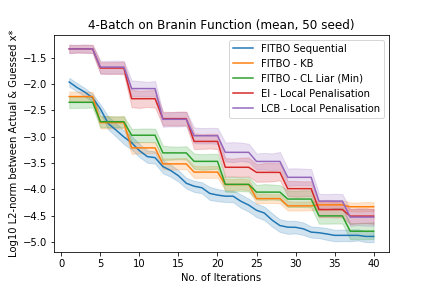 4-Batch on Branin Function (mean, 50 seed)
Log10 L2-norm between Actual & Guessed x*
−1.5
−2.0
−2.5
−3.0
−3.5
−4.0
−4.5
−5.0
FITBO Sequential
FITBO - KB
FITBO - CL Liar (Min)
EI - Local Penalisation
LCB - Local Penalisation
0 5 10 15 20 25 30 35 40
No. of Iterations